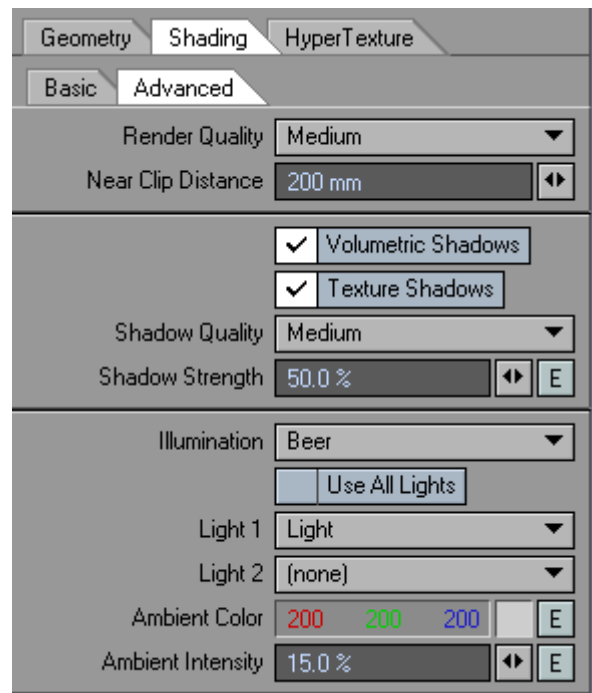 Geometry Shading HyperTexture
Basic Advanced
Render Quality Medium
Near Clip Distance 200 mm
Volumetric Shadows
Texture Shadows
Shadow Quality Medium
Shadow Strength 50.0 % E
Illumination Beer
Use All Lights
Light 1 Light
Light 2 (none)
Ambient Color 200 200 200 E
Ambient Intensity 15.0 % E